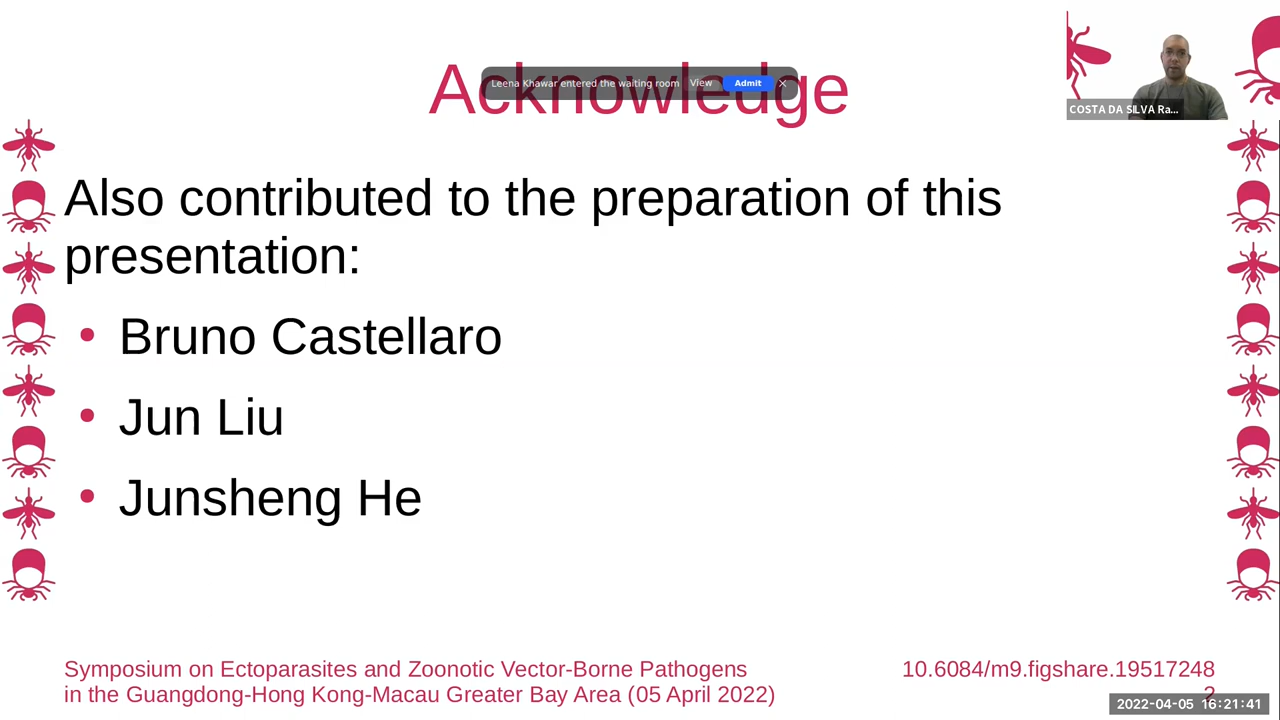 Acknowledge
Leena Khawar entered the waiting room View Admit
COSTA DA SILVA Ra...
Also contributed to the preparation of this
presentation:
• Bruno Castellaro
• Jun Liu
• Junsheng He
Symposium on Ectoparasites and Zoonotic Vector-Borne Pathogens
in the Guangdong-Hong Kong-Macau Greater Bay Area (05 April 2022)
10.6084/m9.figshare.19517248
2
2022-04-05 16:21:41